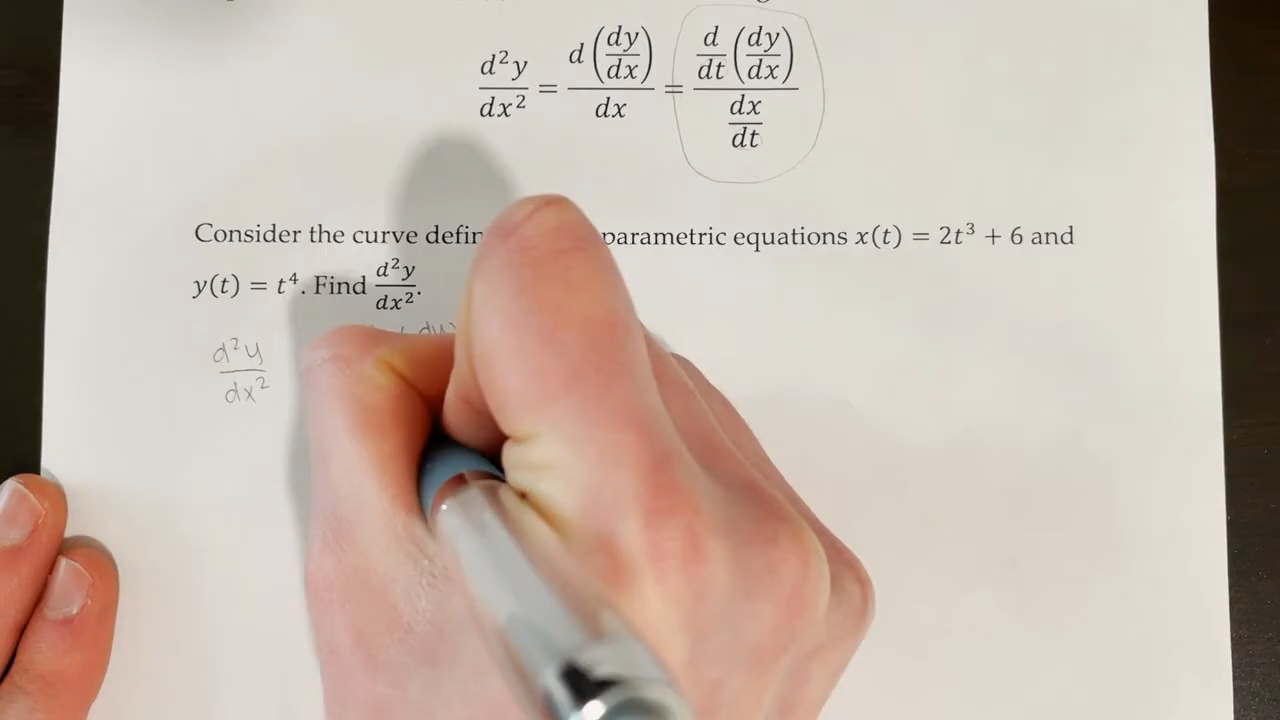 d²y/dx² = d(dy/dx)/dx = d/dt(dy/dx)/dx/dt
Consider the curve parametric equations x(t) = 2t³ + 6 and
y(t) = t⁴. Find d²y/dx².
d²y/dx²